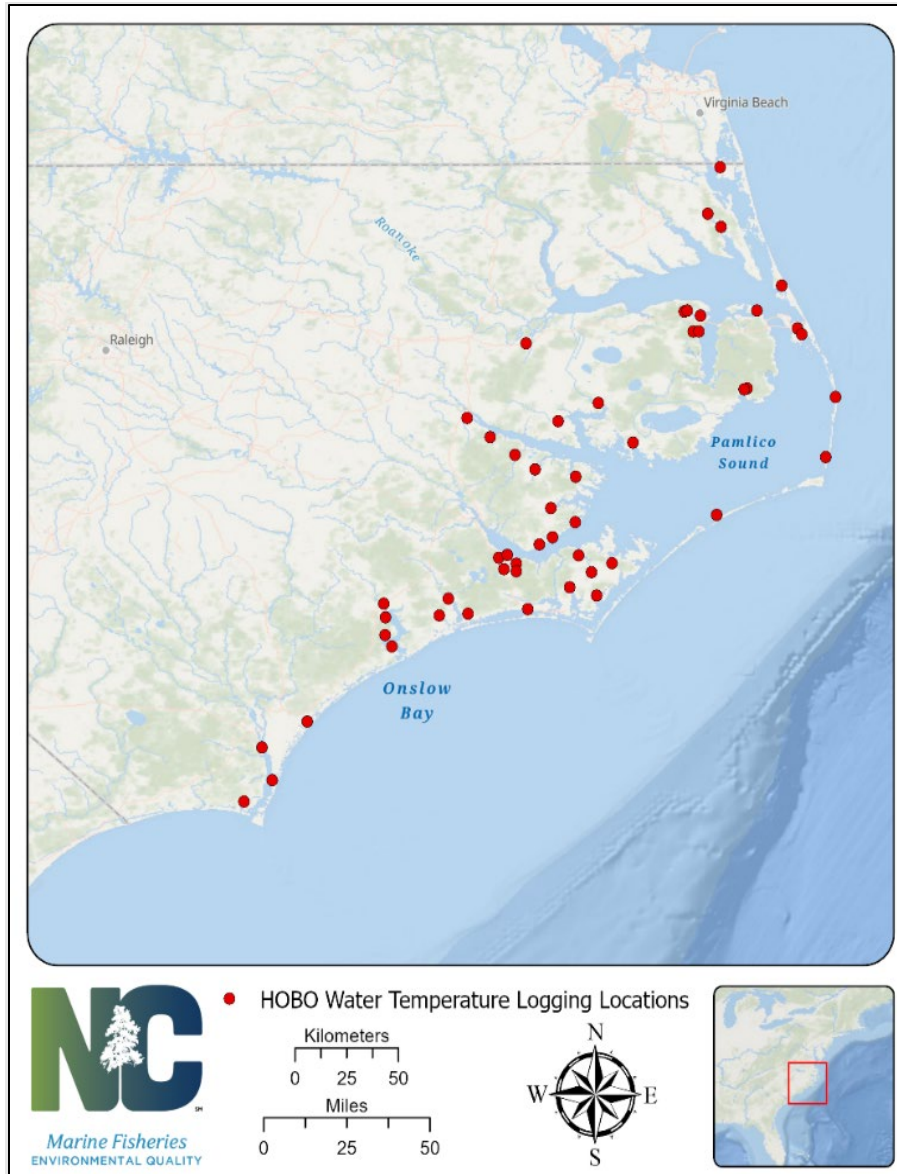 Virginia Beach
Roanoke
Raleigh
Pamlico
Sound
Onslow
Bay
HOBO Water Temperature Logging Locations
Kilometers
0 25 50
Miles
0 25 50
N
W E
S
NC
SM
Marine Fisheries
ENVIRONMENTAL QUALITY